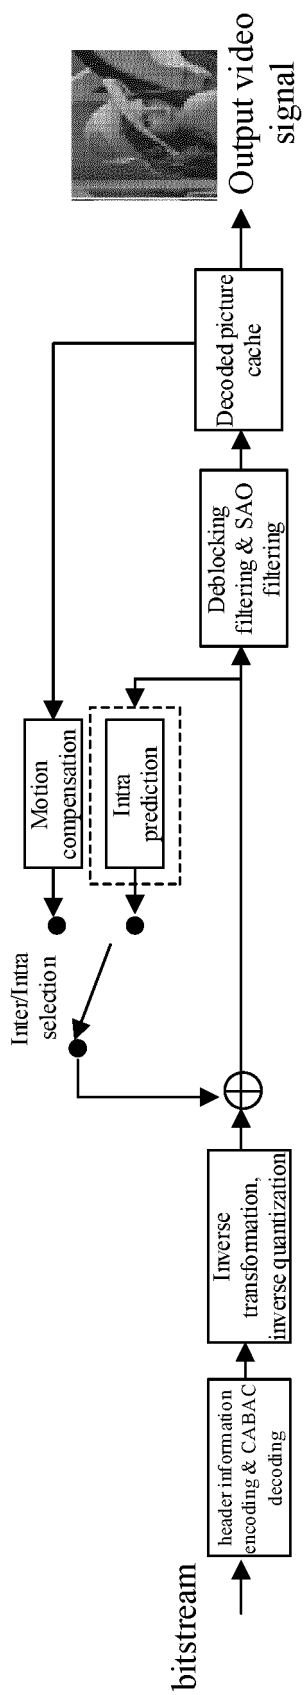 bitstream
header information
encoding & CABAC
decoding
Inverse
transfomation,
inverse quantization
Inter/Intra
selection
Motion
compensation
Intra
prediction
Deblocking
filtering & SAO
filtering
Decoded picture
cache
Output video
signal